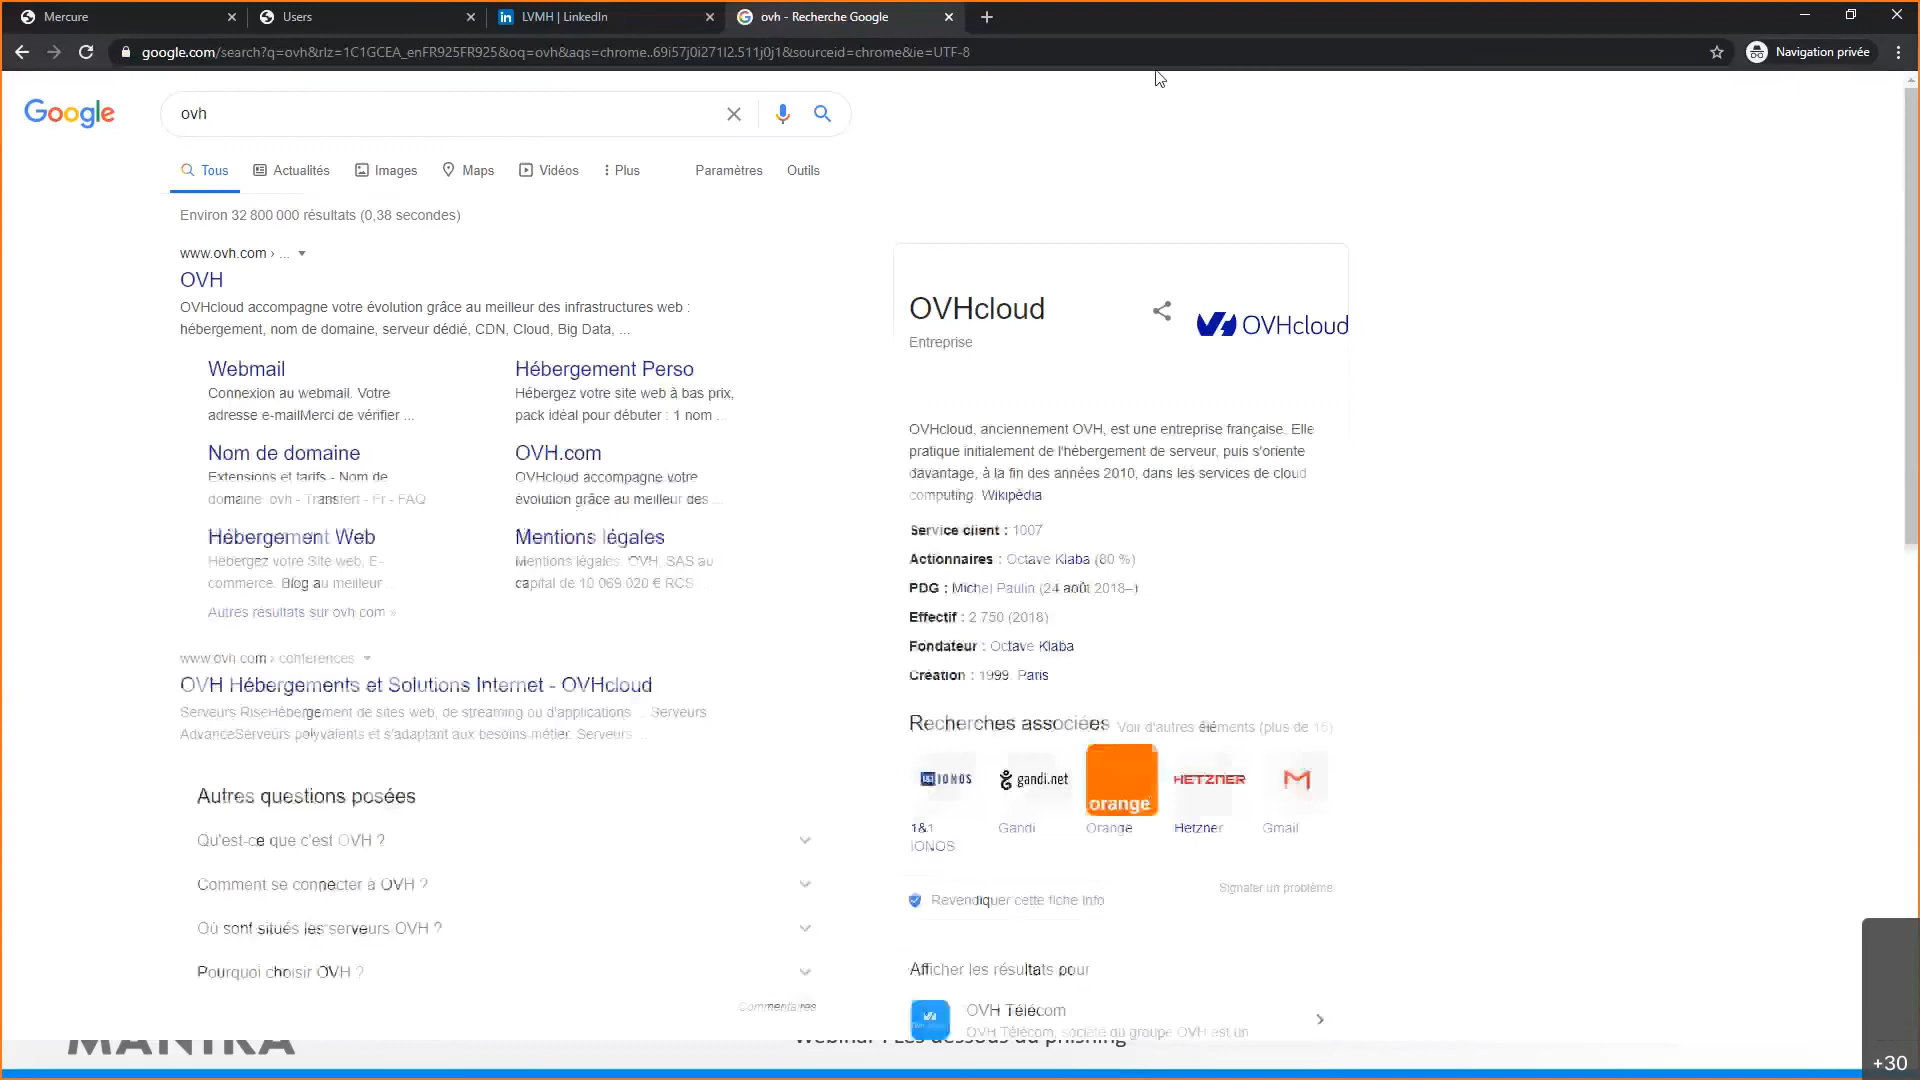 Mercure
Users
LVMH | LinkedIn
ovh - Recherche Google
google.com/search?q=ovh&rlz=1C1GCEA_enFR925FR925&oq=ovh&aqs=chrome..69i57j0i271l2.511j0j1&sourceid=chrome&ie=UTF-8
Navigation privée
Google
ovh
Tous
Actualités
Images
Maps
Vidéos
Plus
Paramètres
Outils
Environ 32 800 000 résultats (0,38 secondes)
www.ovh.com › ...
OVH
OVHcloud accompagne votre évolution grâce au meilleur des infrastructures web :
hébergement, nom de domaine, serveur dédié, CDN, Cloud, Big Data, ...
Webmail
Connexion au webmail. Votre
adresse e-mailMerci de vérifier ...
Hébergement Perso
Hébergez votre site web à bas prix,
pack idéal pour débuter : 1 nom ...
Nom de domaine
Extensions et tarifs - Nom de
domaine .ovh - Transfert - Fr - FAQ
OVH.com
OVHcloud accompagne votre
évolution grâce au meilleur des ...
Hébergement Web
Hébergez votre Site web, E-
commerce, Blog au meilleur
Mentions légales
Mentions légales. OVH, SAS au
capital de 10 069 020 € RCS ...
Autres résultats sur ovh.com »
www.ovh.com › conferences
OVH Hébergements et Solutions Internet - OVHcloud
Serveurs RiseHébergement de sites web, de streaming ou d'applications ... Serveurs
AdvanceServeurs polyvalents et s'adaptant aux besoins métier. Serveurs ...
Autres questions posées
Qu'est-ce que c'est OVH ?
Comment se connecter à OVH ?
Où sont situés les serveurs OVH ?
Pourquoi choisir OVH ?
Commentaires
OVHcloud
Entreprise
OVHcloud
OVHcloud, anciennement OVH, est une entreprise française. Elle
pratique initialement de l'hébergement de serveur, puis s'oriente
davantage, à la fin des années 2010, dans les services de cloud
computing. Wikipédia
Service client : 1007
Actionnaires : Octave Klaba (80 %)
PDG : Michel Paulin (24 août 2018–)
Effectif : 2 750 (2018)
Fondateur : Octave Klaba
Création : 1999, Paris
Recherches associées
Voir d'autres éléments (plus de 15)
IONOS
gandi.net
orange
HETZNER
1&1
IONOS
Gandi
Orange
Hetzner
Gmail
Signaler un problème
Revendiquer cette fiche info
Afficher les résultats pour
OVH Télécom
OVH Télécom, société du groupe OVH est un
MANTRA
Webinar : Les dessous du phishing
+30